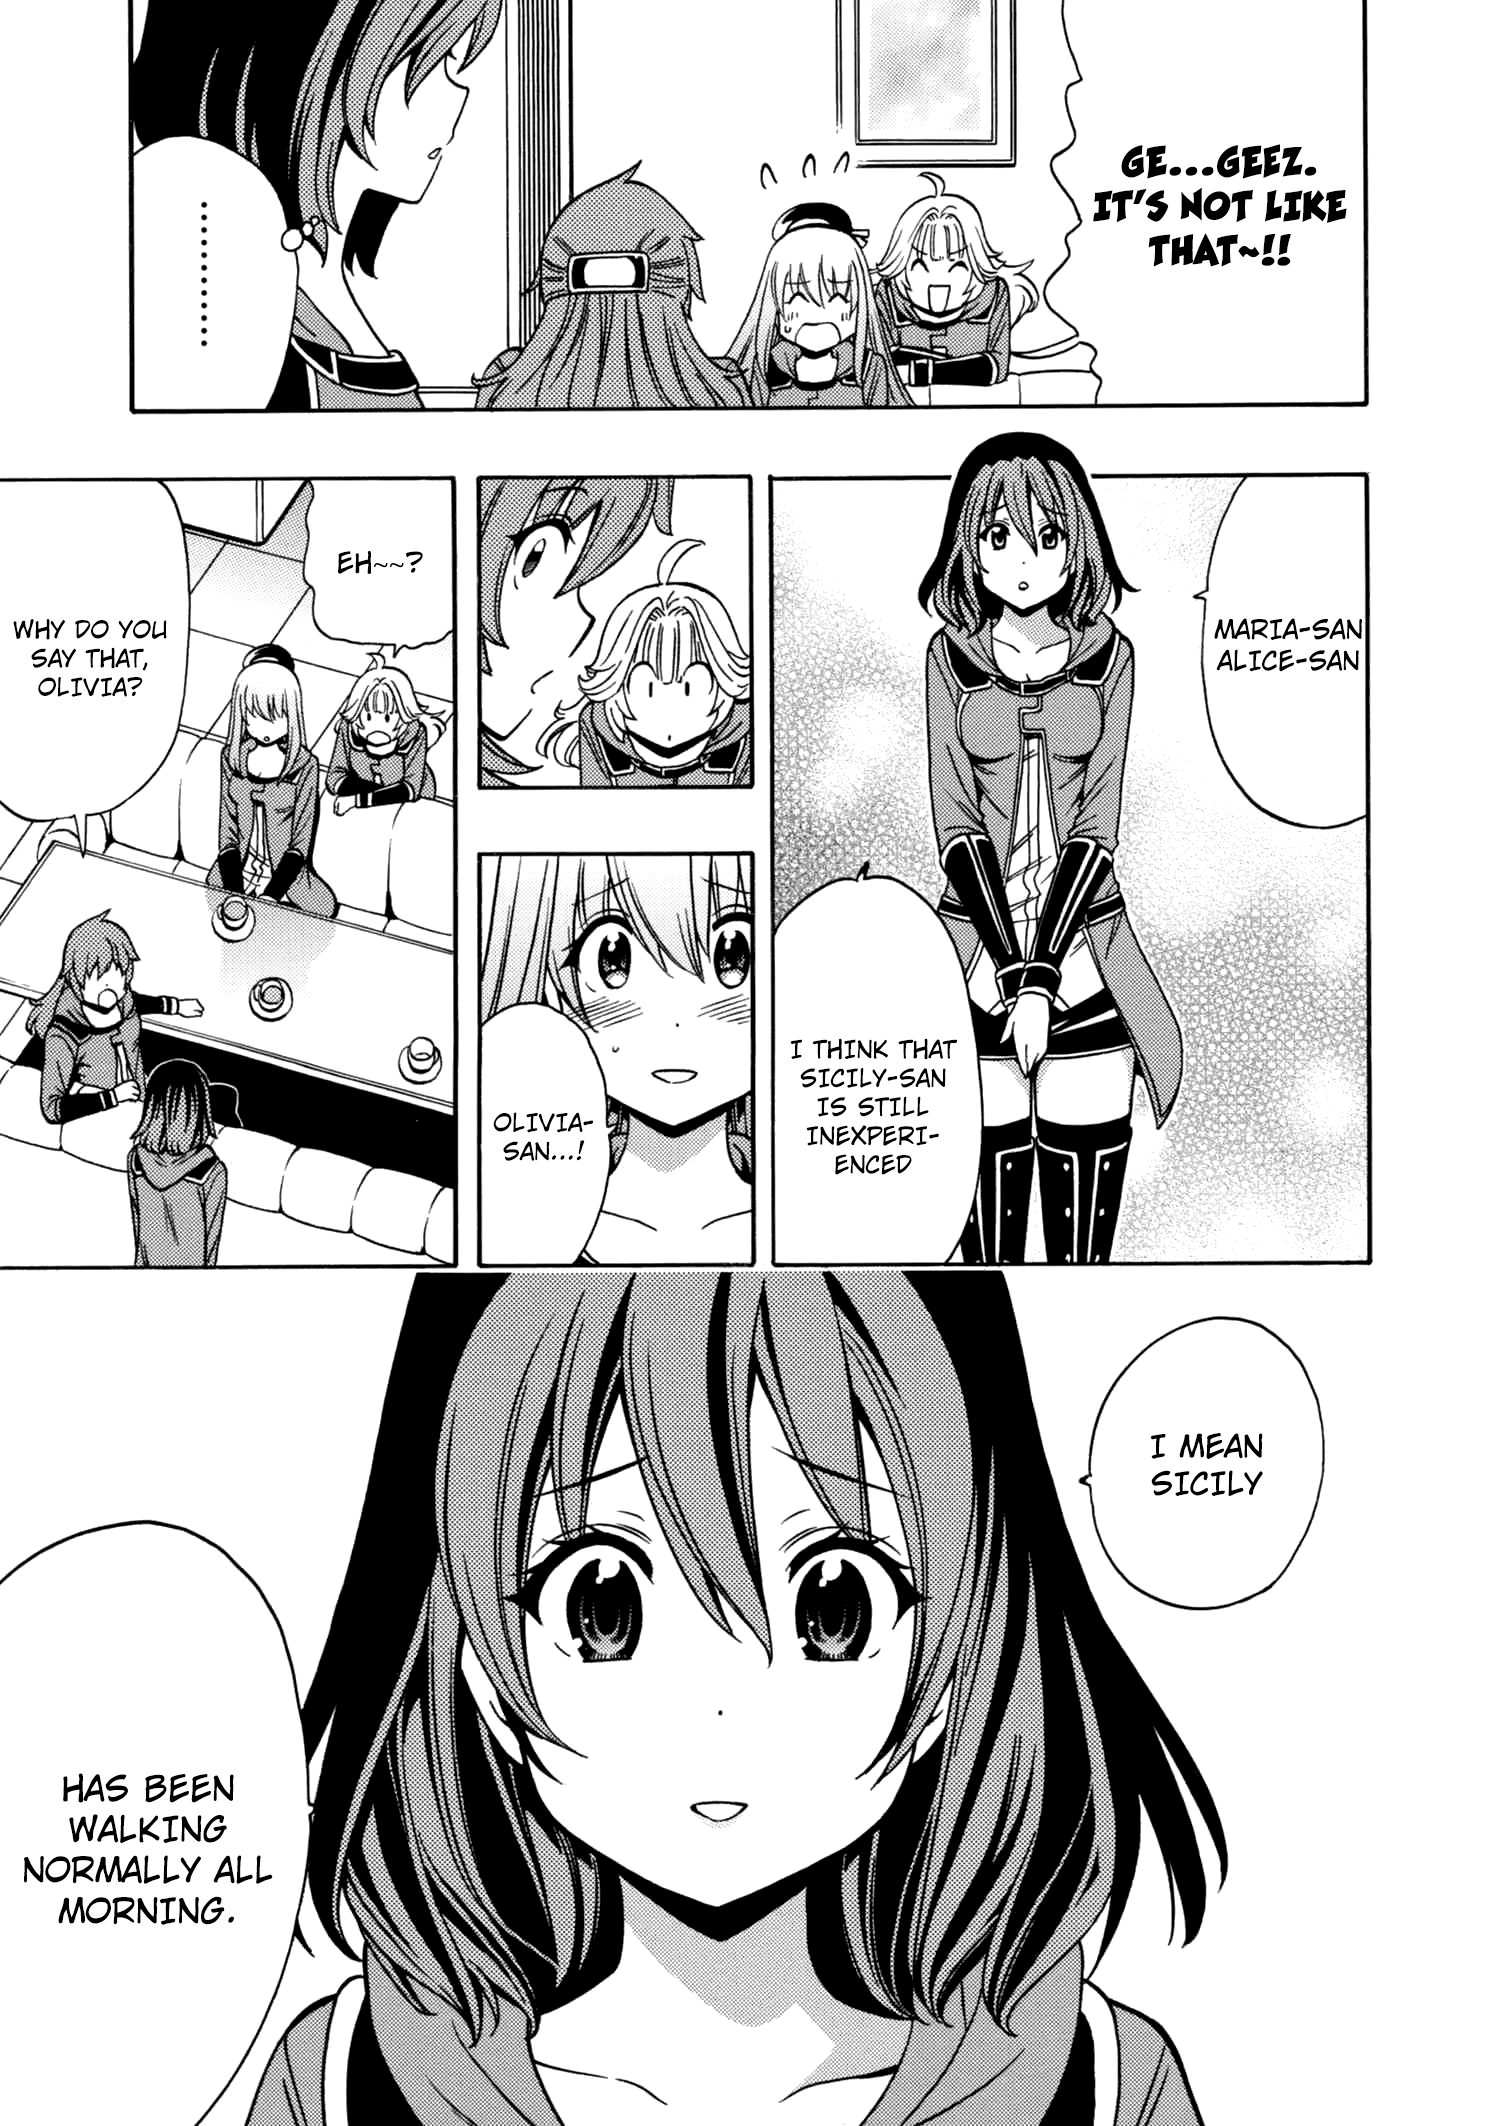 GE...GEEZ.
IT'S NOT LIKE
THAT~!!
.........
MARIA-SAN
ALICE-SAN
I THINK THAT
SICILY-SAN
IS STILL
INEXPERI-
ENCED
OLIVIA-
SAN...!
EH~~?
WHY DO YOU
SAY THAT,
OLIVIA?
I MEAN
SICILY
HAS BEEN
WALKING
NORMALLY ALL
MORNING.